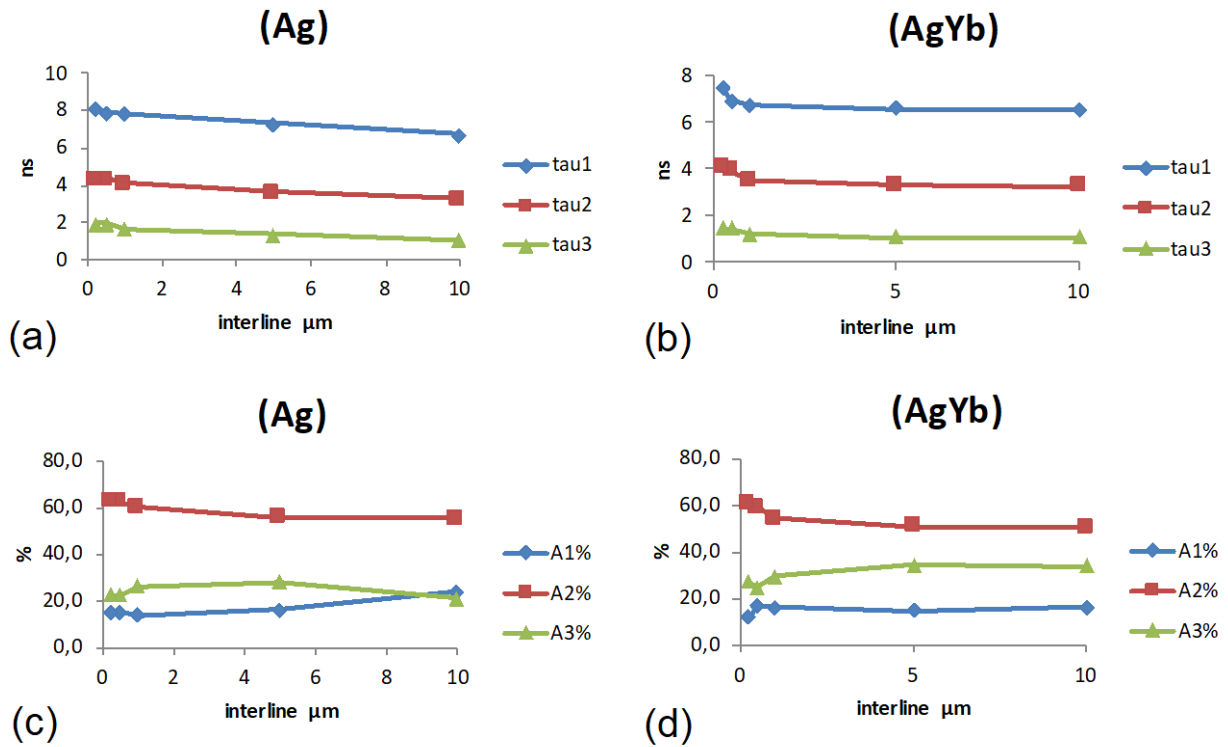 (Ag)
10
8
6
4
2
0
ns
0 2 4 6 8 10
interline µm
tau1
tau2
tau3
(a)
(AgYb)
8
6
4
2
0
ns
0 5 10
interline µm
tau1
tau2
tau3
(b)
(Ag)
80,0
60,0
40,0
20,0
0,0
%
0 2 4 6 8 10
interline µm
A1%
A2%
A3%
(c)
(AgYb)
80,0
60,0
40,0
20,0
0,0
%
0 5 10
interline µm
A1%
A2%
A3%
(d)